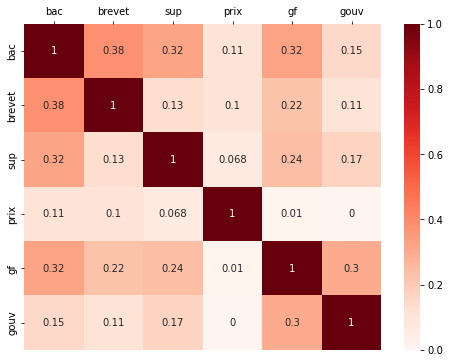 bac brevet sup prix gf gouv
bac 1 0.38 0.32 0.11 0.32 0.15
brevet 0.38 1 0.13 0.1 0.22 0.11
sup 0.32 0.13 1 0.068 0.24 0.17
prix 0.11 0.1 0.068 1 0.01 0
gf 0.32 0.22 0.24 0.01 1 0.3
gouv 0.15 0.11 0.17 0 0.3 1
1.0
0.8
0.6
0.4
0.2
0.0